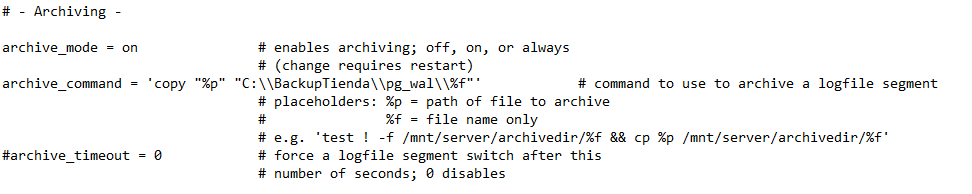 # - Archiving -
archive_mode = on # enables archiving; off, on, or always
# (change requires restart)
archive_command = 'copy "%p" "C:\\BackupTienda\\pg_wal\\%f"' # command to use to archive a logfile segment
# placeholders: %p = path of file to archive
# %f = file name only
# e.g. 'test ! -f /mnt/server/archivedir/%f && cp %p /mnt/server/archivedir/%f'
#archive_timeout = 0 # force a logfile segment switch after this
# number of seconds; 0 disables